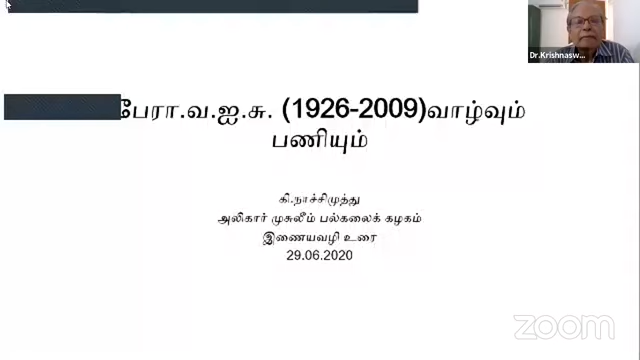 Dr.Krishnasw...
பேரா.வ.ஐ.சு. (1926-2009)வாழ்வும்
பணியும்
கி.நாச்சிமுத்து
அலிகார் முசுலீம் பல்கலைக் கழகம்
இணையவழி உரை
29.06.2020
zoom